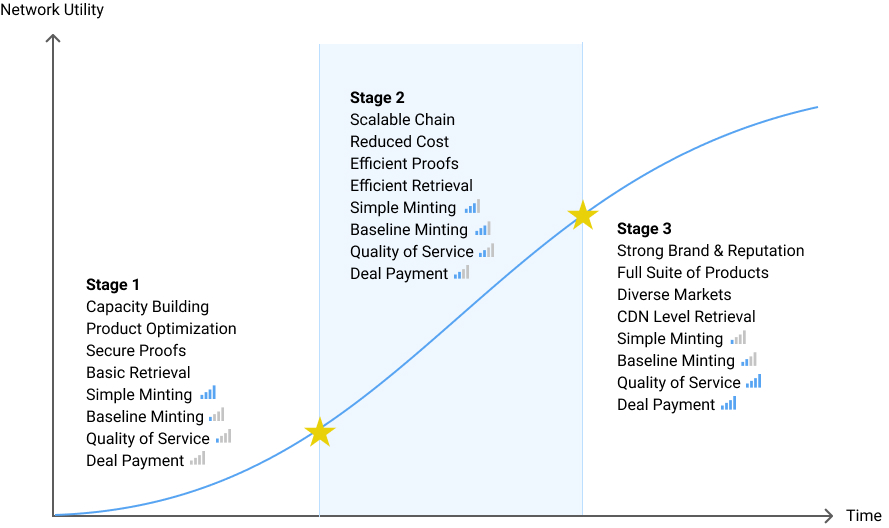 Network Utility
Stage 2
Scalable Chain
Reduced Cost
Efficient Proofs
Efficient Retrieval
Simple Minting
Baseline Minting
Quality of Service
Deal Payment
Stage 3
Strong Brand & Reputation
Full Suite of Products
Diverse Markets
CDN Level Retrieval
Simple Minting
Baseline Minting
Quality of Service
Deal Payment
Stage 1
Capacity Building
Product Optimization
Secure Proofs
Basic Retrieval
Simple Minting
Baseline Minting
Quality of Service
Deal Payment
Time